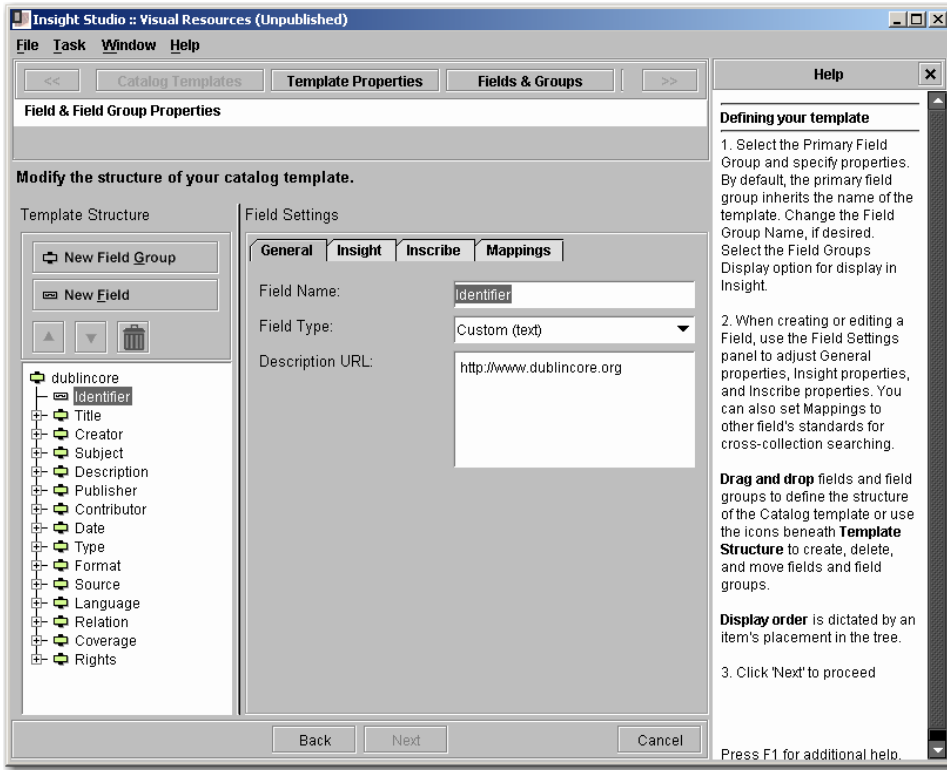 Insight Studio :: Visual Resources (Unpublished)
File Task Window Help
<< Catalog Templates Template Properties Fields & Groups >>
Field & Field Group Properties
Modify the structure of your catalog template.
Template Structure
New Field Group
New Field
dublincore
Identifier
Title
Creator
Subject
Description
Publisher
Contributor
Date
Type
Format
Source
Language
Relation
Coverage
Rights
Field Settings
General Insight Inscribe Mappings
Field Name: Identifier
Field Type: Custom (text)
Description URL: http://www.dublincore.org
Back Next Cancel
Help
Defining your template
1. Select the Primary Field
Group and specify properties.
By default, the primary field
group inherits the name of the
template. Change the Field
Group Name, if desired.
Select the Field Groups
Display option for display in
Insight.
2. When creating or editing a
Field, use the Field Settings
panel to adjust General
properties, Insight properties,
and Inscribe properties. You
can also set Mappings to
other field's standards for
cross-collection searching.
Drag and drop fields and field
groups to define the structure
of the Catalog template or use
the icons beneath Template
Structure to create, delete,
and move fields and field
groups.
Display order is dictated by an
item's placement in the tree.
3. Click 'Next' to proceed
Press F1 for additional help.